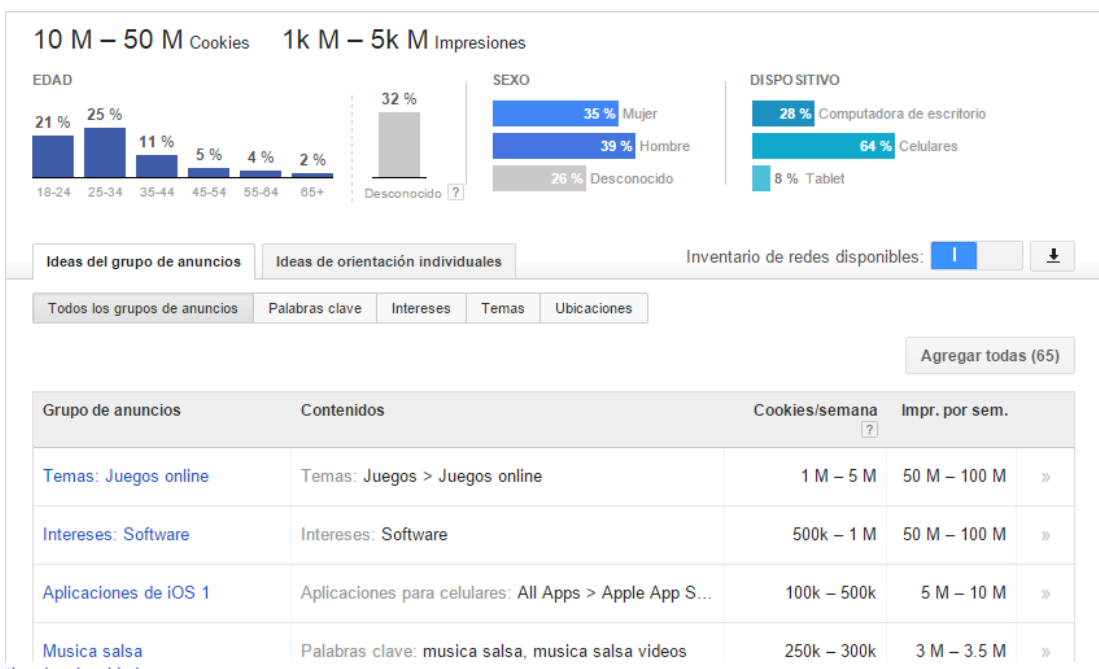 10 M – 50 M Cookies 1k M – 5k M Impresiones
EDAD
21 %
25 %
11 %
5 %
4 %
2 %
32 %
18-24 25-34 35-44 45-54 55-64 65+ Desconocido ?
SEXO
35 % Mujer
39 % Hombre
26 % Desconocido
DISPOSITIVO
28 % Computadora de escritorio
64 % Celulares
8 % Tablet
Ideas del grupo de anuncios Ideas de orientación individuales Inventario de redes disponibles:
Todos los grupos de anuncios Palabras clave Intereses Temas Ubicaciones
Agregar todas (65)
Grupo de anuncios Contenidos Cookies/semana ? Impr. por sem.
Temas: Juegos online Temas: Juegos > Juegos online 1 M – 5 M 50 M – 100 M »
Intereses: Software Intereses: Software 500k – 1 M 50 M – 100 M »
Aplicaciones de iOS 1 Aplicaciones para celulares: All Apps > Apple App S... 100k – 500k 5 M – 10 M »
Musica salsa Palabras clave: musica salsa, musica salsa videos 250k – 300k 3 M – 3.5 M »